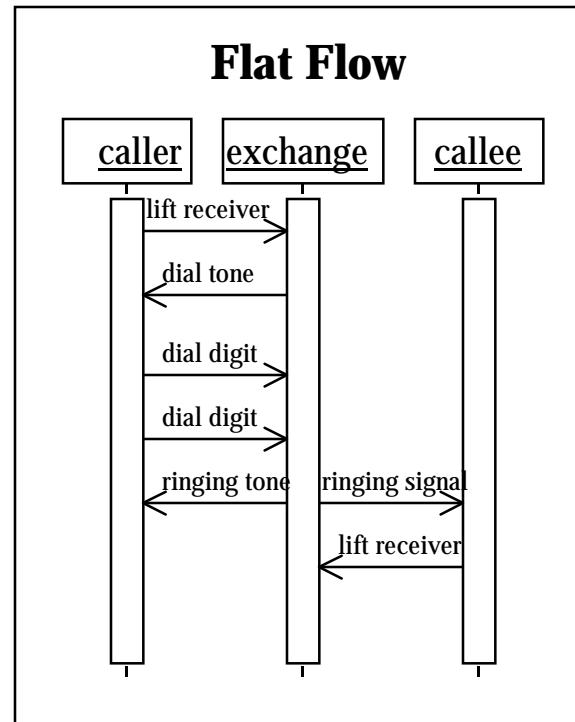 Flat Flow
caller exchange callee
lift receiver
dial tone
dial digit
dial digit
ringing tone ringing signal
lift receiver